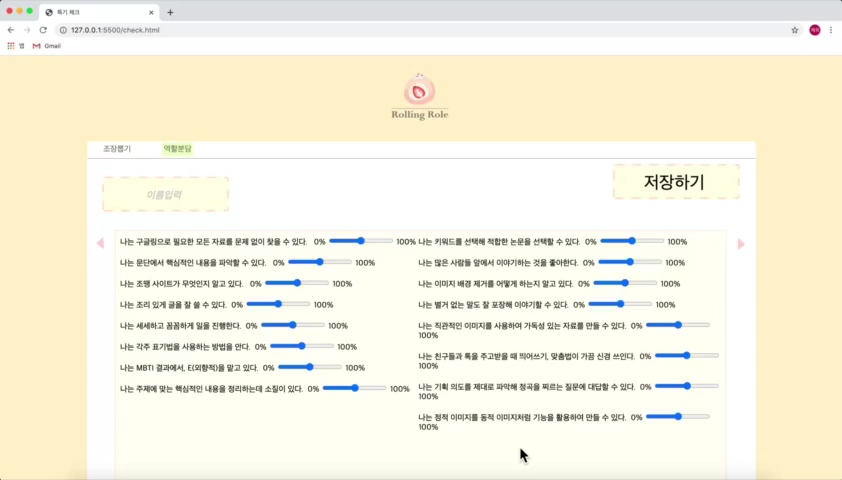 특기 체크
127.0.0.1:5500/check.html
앱 Gmail
Rolling Role
조장뽑기 역할분담
이름입력
저장하기
나는 구글링으로 필요한 모든 자료를 문제 없이 찾을 수 있다. 0% 100%
나는 문단에서 핵심적인 내용을 파악할 수 있다. 0% 100%
나는 조땡 사이트가 무엇인지 알고 있다. 0% 100%
나는 조리 있게 글을 잘 쓸 수 있다. 0% 100%
나는 세세하고 꼼꼼하게 일을 진행한다. 0% 100%
나는 각주 표기법을 사용하는 방법을 안다. 0% 100%
나는 MBTI 결과에서, E(외향적)을 맡고 있다. 0% 100%
나는 주제에 맞는 핵심적인 내용을 정리하는데 소질이 있다. 0% 100%
나는 키워드를 선택해 적합한 논문을 선택할 수 있다. 0% 100%
나는 많은 사람들 앞에서 이야기하는 것을 좋아한다. 0% 100%
나는 이미지 배경 제거를 어떻게 하는지 알고 있다. 0% 100%
나는 별거 없는 말도 잘 포장해 이야기할 수 있다. 0% 100%
나는 직관적인 이미지를 사용하여 가독성 있는 자료를 만들 수 있다. 0%
100%
나는 친구들과 톡을 주고받을 때 띄어쓰기, 맞춤법이 가끔 신경 쓰인다. 0%
100%
나는 기획 의도를 제대로 파악해 정곡을 찌르는 질문에 대답할 수 있다. 0%
100%
나는 정적 이미지를 동적 이미지처럼 기능을 활용하여 만들 수 있다. 0%
100%